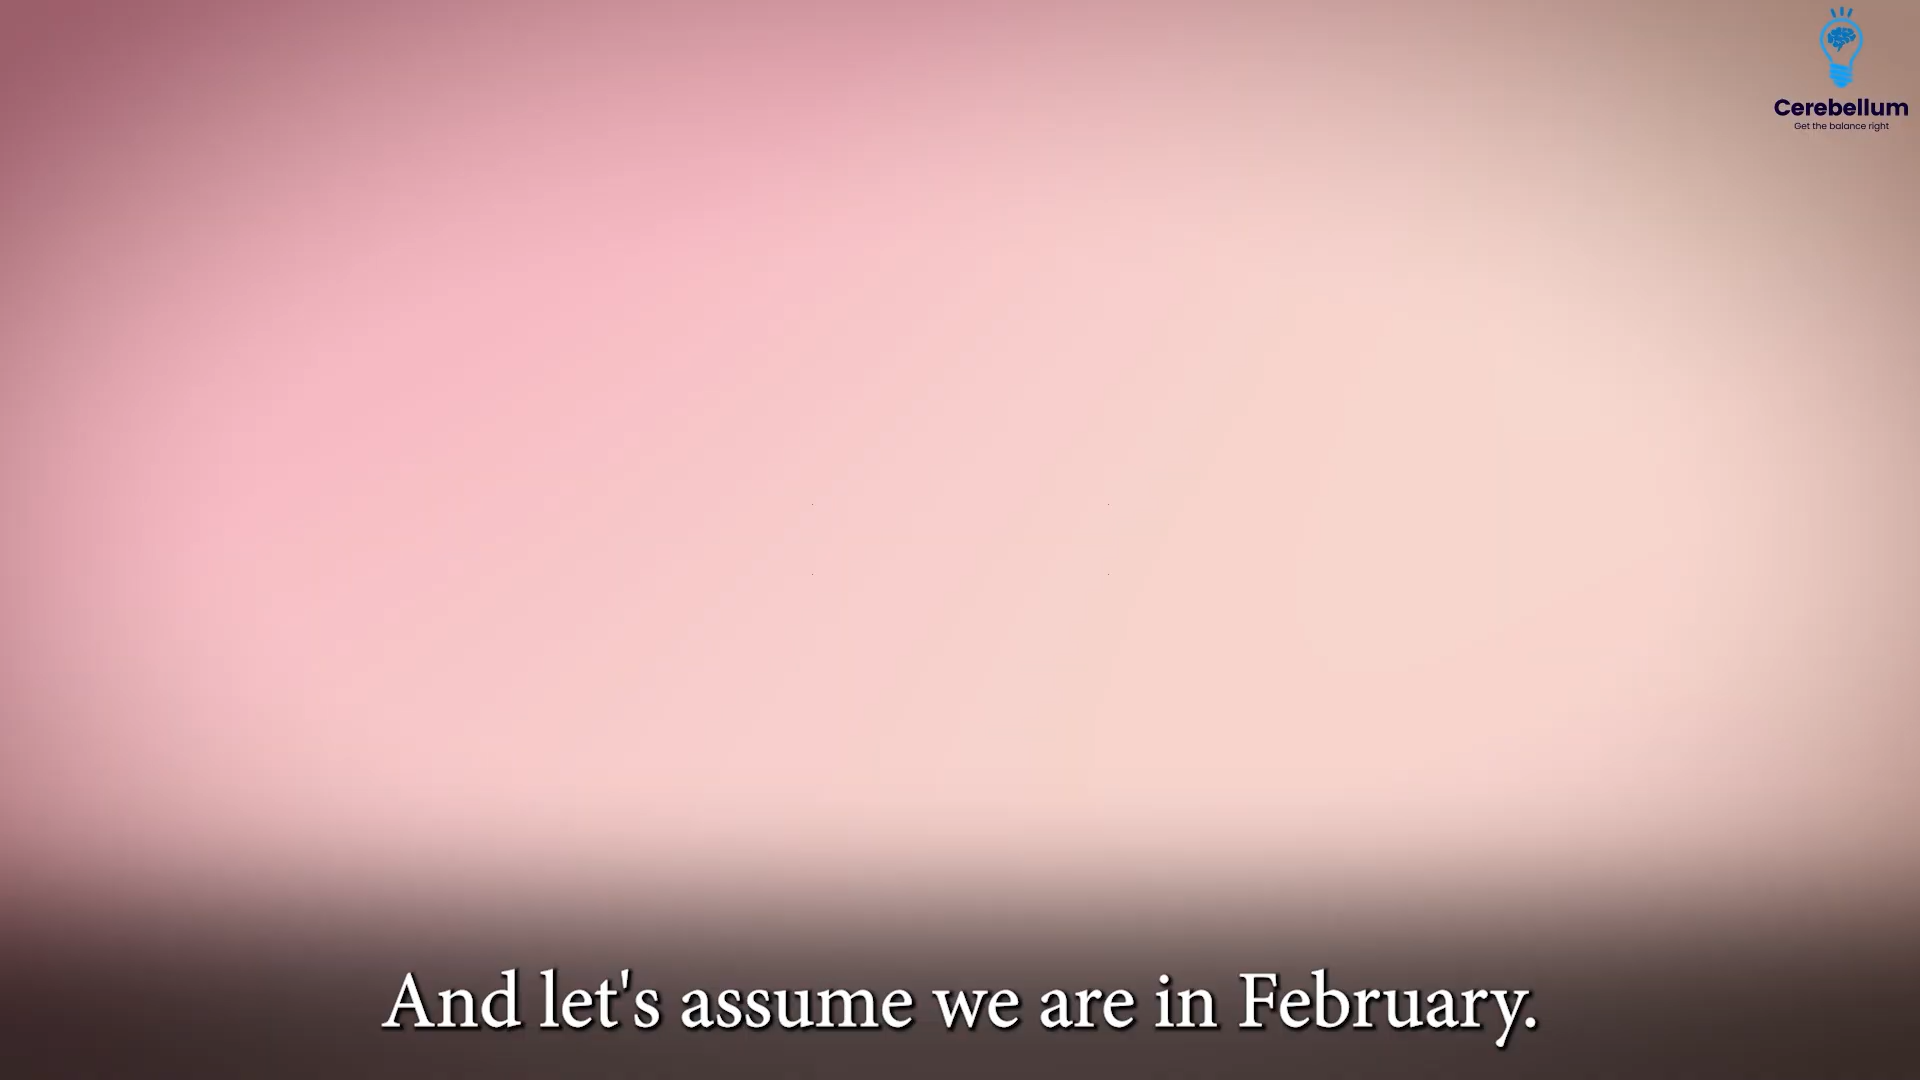 Cerebellum
Get the balance right
And let's assume we are in February.